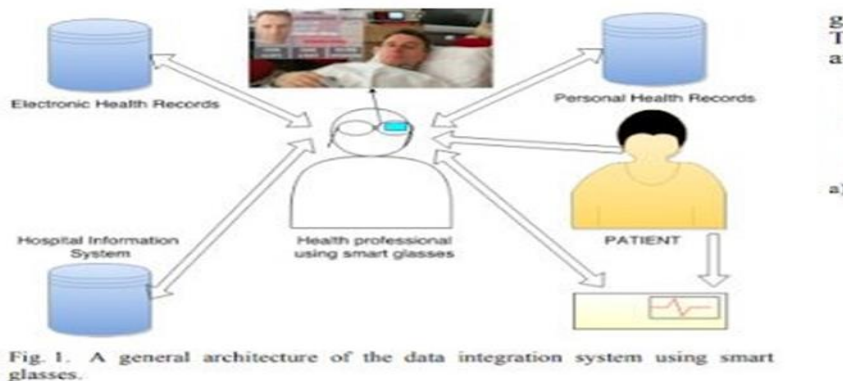 Electronic Health Records
Personal Health Records
Hospital Information
System
Health professional
using smart glasses
PATIENT
Fig. 1. A general architecture of the data integration system using smart
glasses.
g
T
a
a)